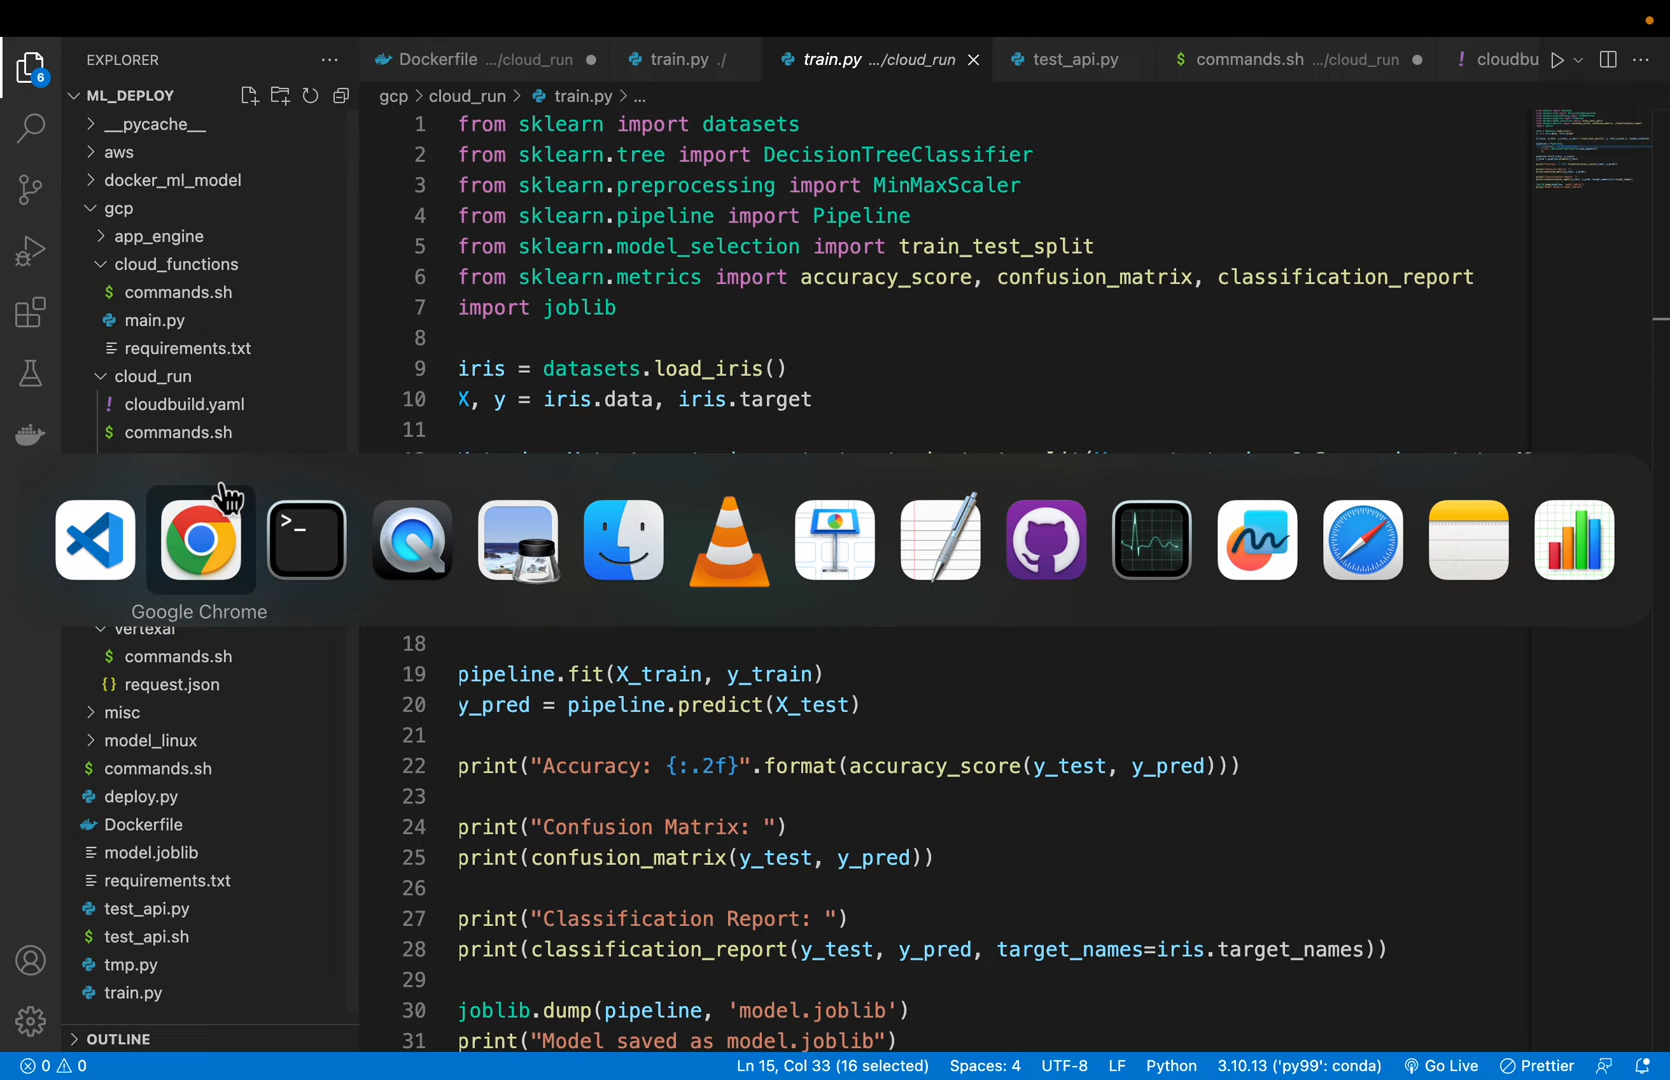 EXPLORER
ML_DEPLOY
__pycache__
aws
docker_ml_model
gcp
app_engine
cloud_functions
commands.sh
main.py
requirements.txt
cloud_run
cloudbuild.yaml
commands.sh
commands.sh
request.json
misc
model_linux
commands.sh
deploy.py
Dockerfile
model.joblib
requirements.txt
test_api.py
test_api.sh
tmp.py
train.py
OUTLINE
6
Dockerfile .../cloud_run
train.py ./
train.py .../cloud_run
test_api.py
commands.sh .../cloud_run
cloudbu
gcp > cloud_run > train.py > ...
1 from sklearn import datasets
2 from sklearn.tree import DecisionTreeClassifier
3 from sklearn.preprocessing import MinMaxScaler
4 from sklearn.pipeline import Pipeline
5 from sklearn.model_selection import train_test_split
6 from sklearn.metrics import accuracy_score, confusion_matrix, classification_report
7 import joblib
8
9 iris = datasets.load_iris()
10 X, y = iris.data, iris.target
11
Google Chrome
18
19 pipeline.fit(X_train, y_train)
20 y_pred = pipeline.predict(X_test)
21
22 print("Accuracy: {:.2f}".format(accuracy_score(y_test, y_pred)))
23
24 print("Confusion Matrix: ")
25 print(confusion_matrix(y_test, y_pred))
26
27 print("Classification Report: ")
28 print(classification_report(y_test, y_pred, target_names=iris.target_names))
29
30 joblib.dump(pipeline, 'model.joblib')
31 print("Model saved as model.joblib")
0 0
Ln 15, Col 33 (16 selected)
Spaces: 4
UTF-8
LF
Python
3.10.13 ('py99': conda)
Go Live
Prettier